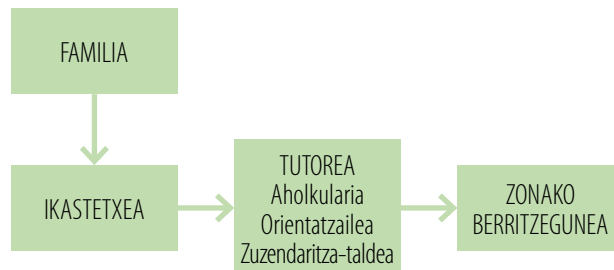 FAMILIA
IKASTETXEA
TUTOREA
Aholkularia
Orientatzailea
Zuzendaritza-taldea
ZONAKO
BERRITZEGUNEA